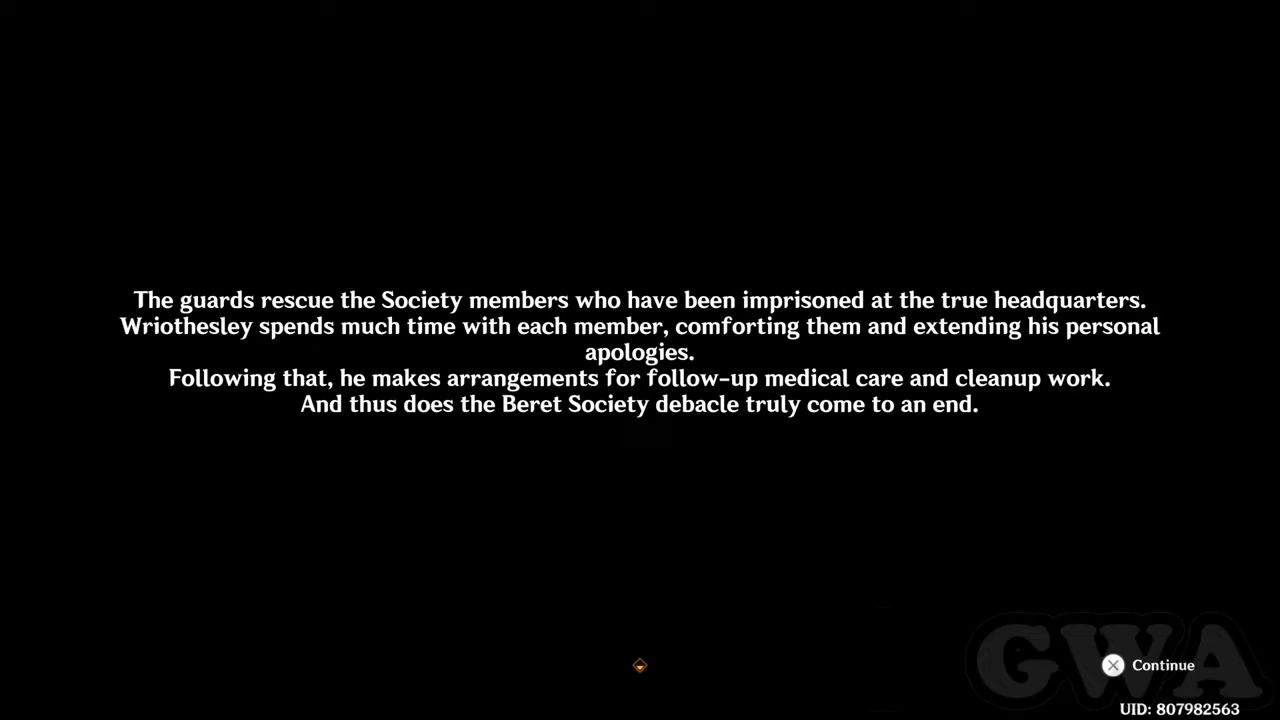 The guards rescue the Society members who have been imprisoned at the true headquarters.
Wriothesley spends much time with each member, comforting them and extending his personal
apologies.
Following that, he makes arrangements for follow-up medical care and cleanup work.
And thus does the Beret Society debacle truly come to an end.
GWA
Continue
UID: 807982563